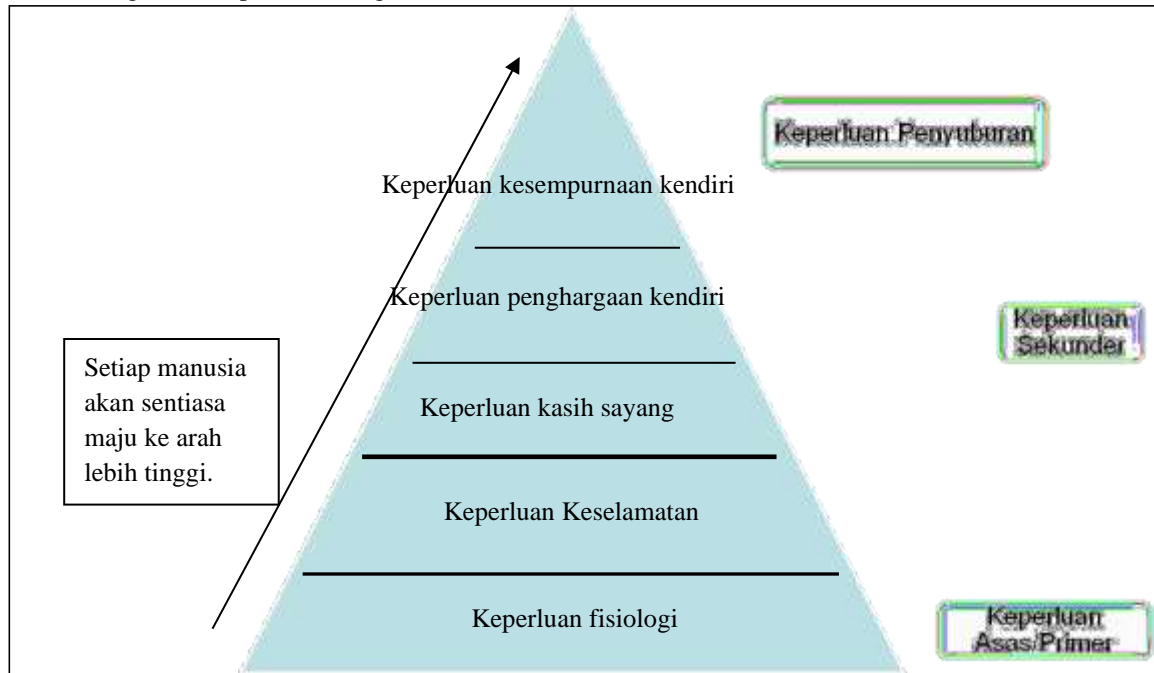 Keperluan Penyuburan
Keperluan kesempurnaan kendiri
Keperluan penghargaan kendiri
Keperluan
Sekunder
Setiap manusia
akan sentiasa
maju ke arah
lebih tinggi.
Keperluan kasih sayang
Keperluan Keselamatan
Keperluan fisiologi
Keperluan
Asas/Primer